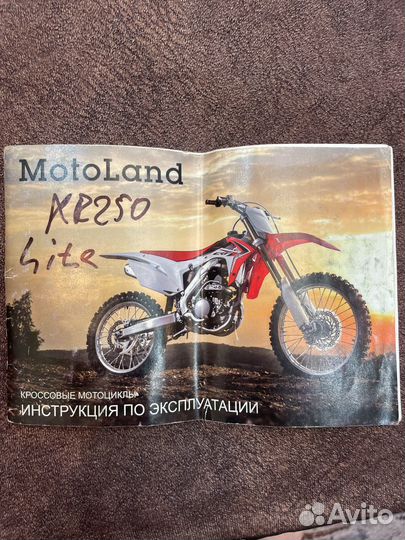 MotoLand
XR250
Lite
КРОССОВЫЕ МОТОЦИКЛЫ
ИНСТРУКЦИЯ ПО ЭКСПЛУАТАЦИИ
Avito